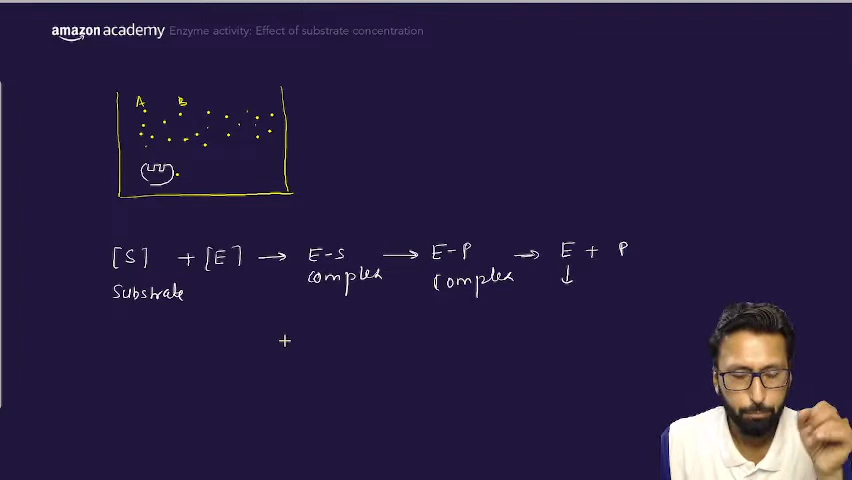 amazon academy Enzyme activity: Effect of substrate concentration
A B
[S] + [E] → E-S → E-P → E + P
complex complex ↓
Substrate
+